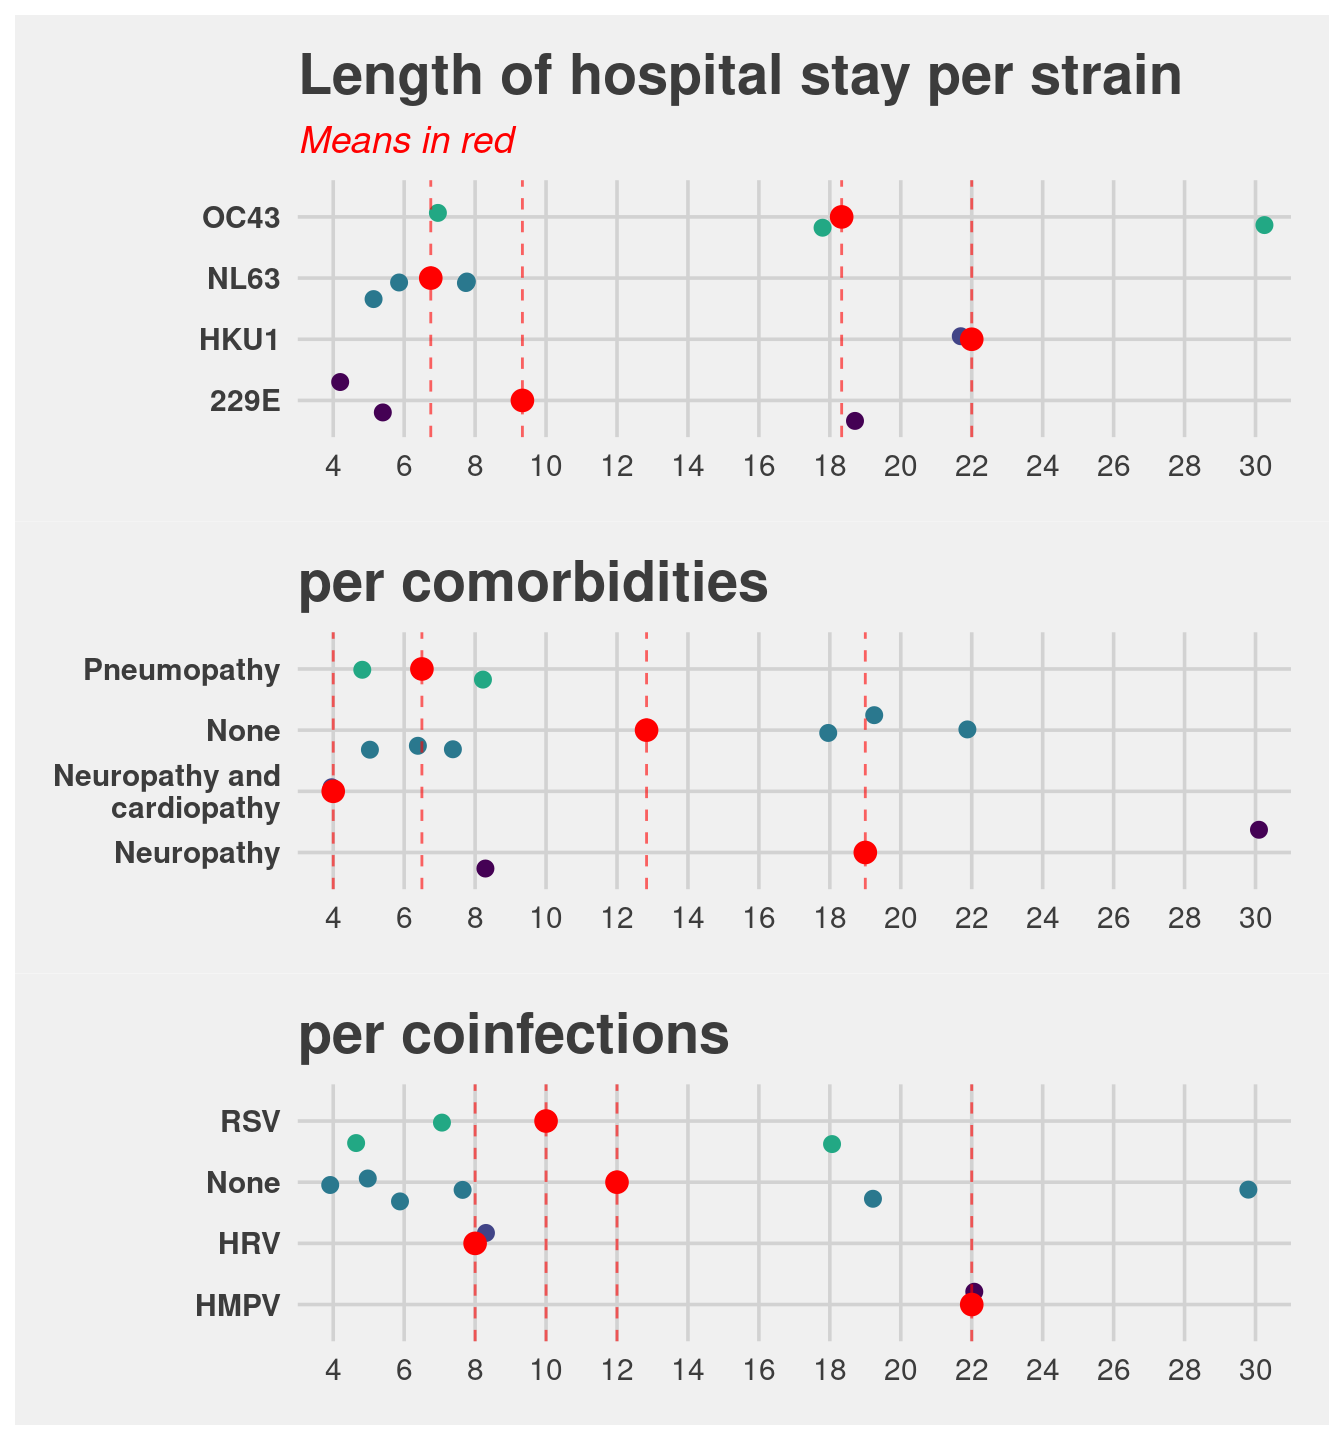 Length of hospital stay per strain
Means in red
OC43
NL63
HKU1
229E
4 6 8 10 12 14 16 18 20 22 24 26 28 30
per comorbidities
Pneumopathy
None
Neuropathy and
cardiopathy
Neuropathy
4 6 8 10 12 14 16 18 20 22 24 26 28 30
per coinfections
RSV
None
HRV
HMPV
4 6 8 10 12 14 16 18 20 22 24 26 28 30